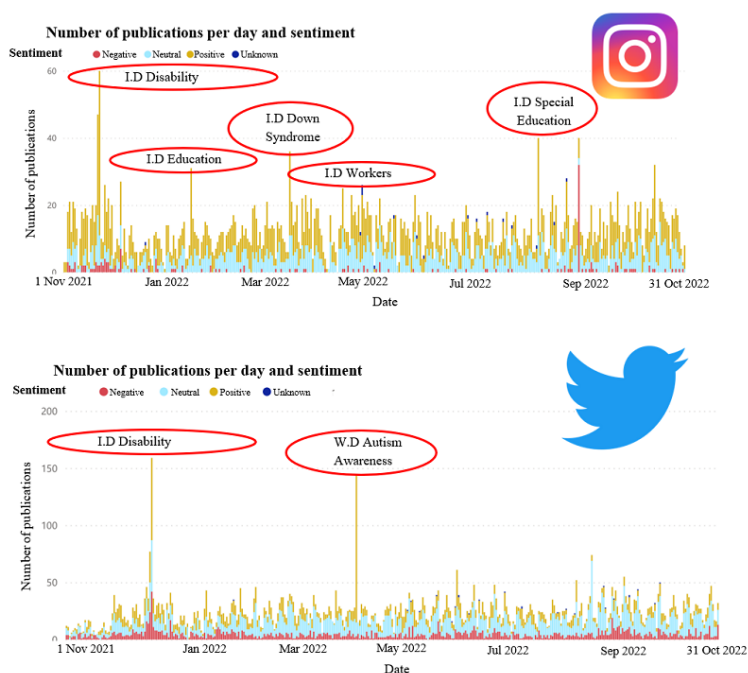 Number of publications per day and sentiment
Sentiment Negative Neutral Positive Unknown
60
I.D Disability
I.D Special
Education
I.D Down
Syndrome
40
I.D Education
I.D Workers
20
0
Number of publications
1 Nov 2021 Jan 2022 Mar 2022 May 2022 Jul 2022 Sep 2022 31 Oct 2022
Date
Number of publications per day and sentiment
Sentiment Negative Neutral Positive Unknown
200
I.D Disability
W.D Autism
Awareness
150
100
50
0
Number of publications
1 Nov 2021 Jan 2022 Mar 2022 May 2022 Jul 2022 Sep 2022 31 Oct 2022
Date